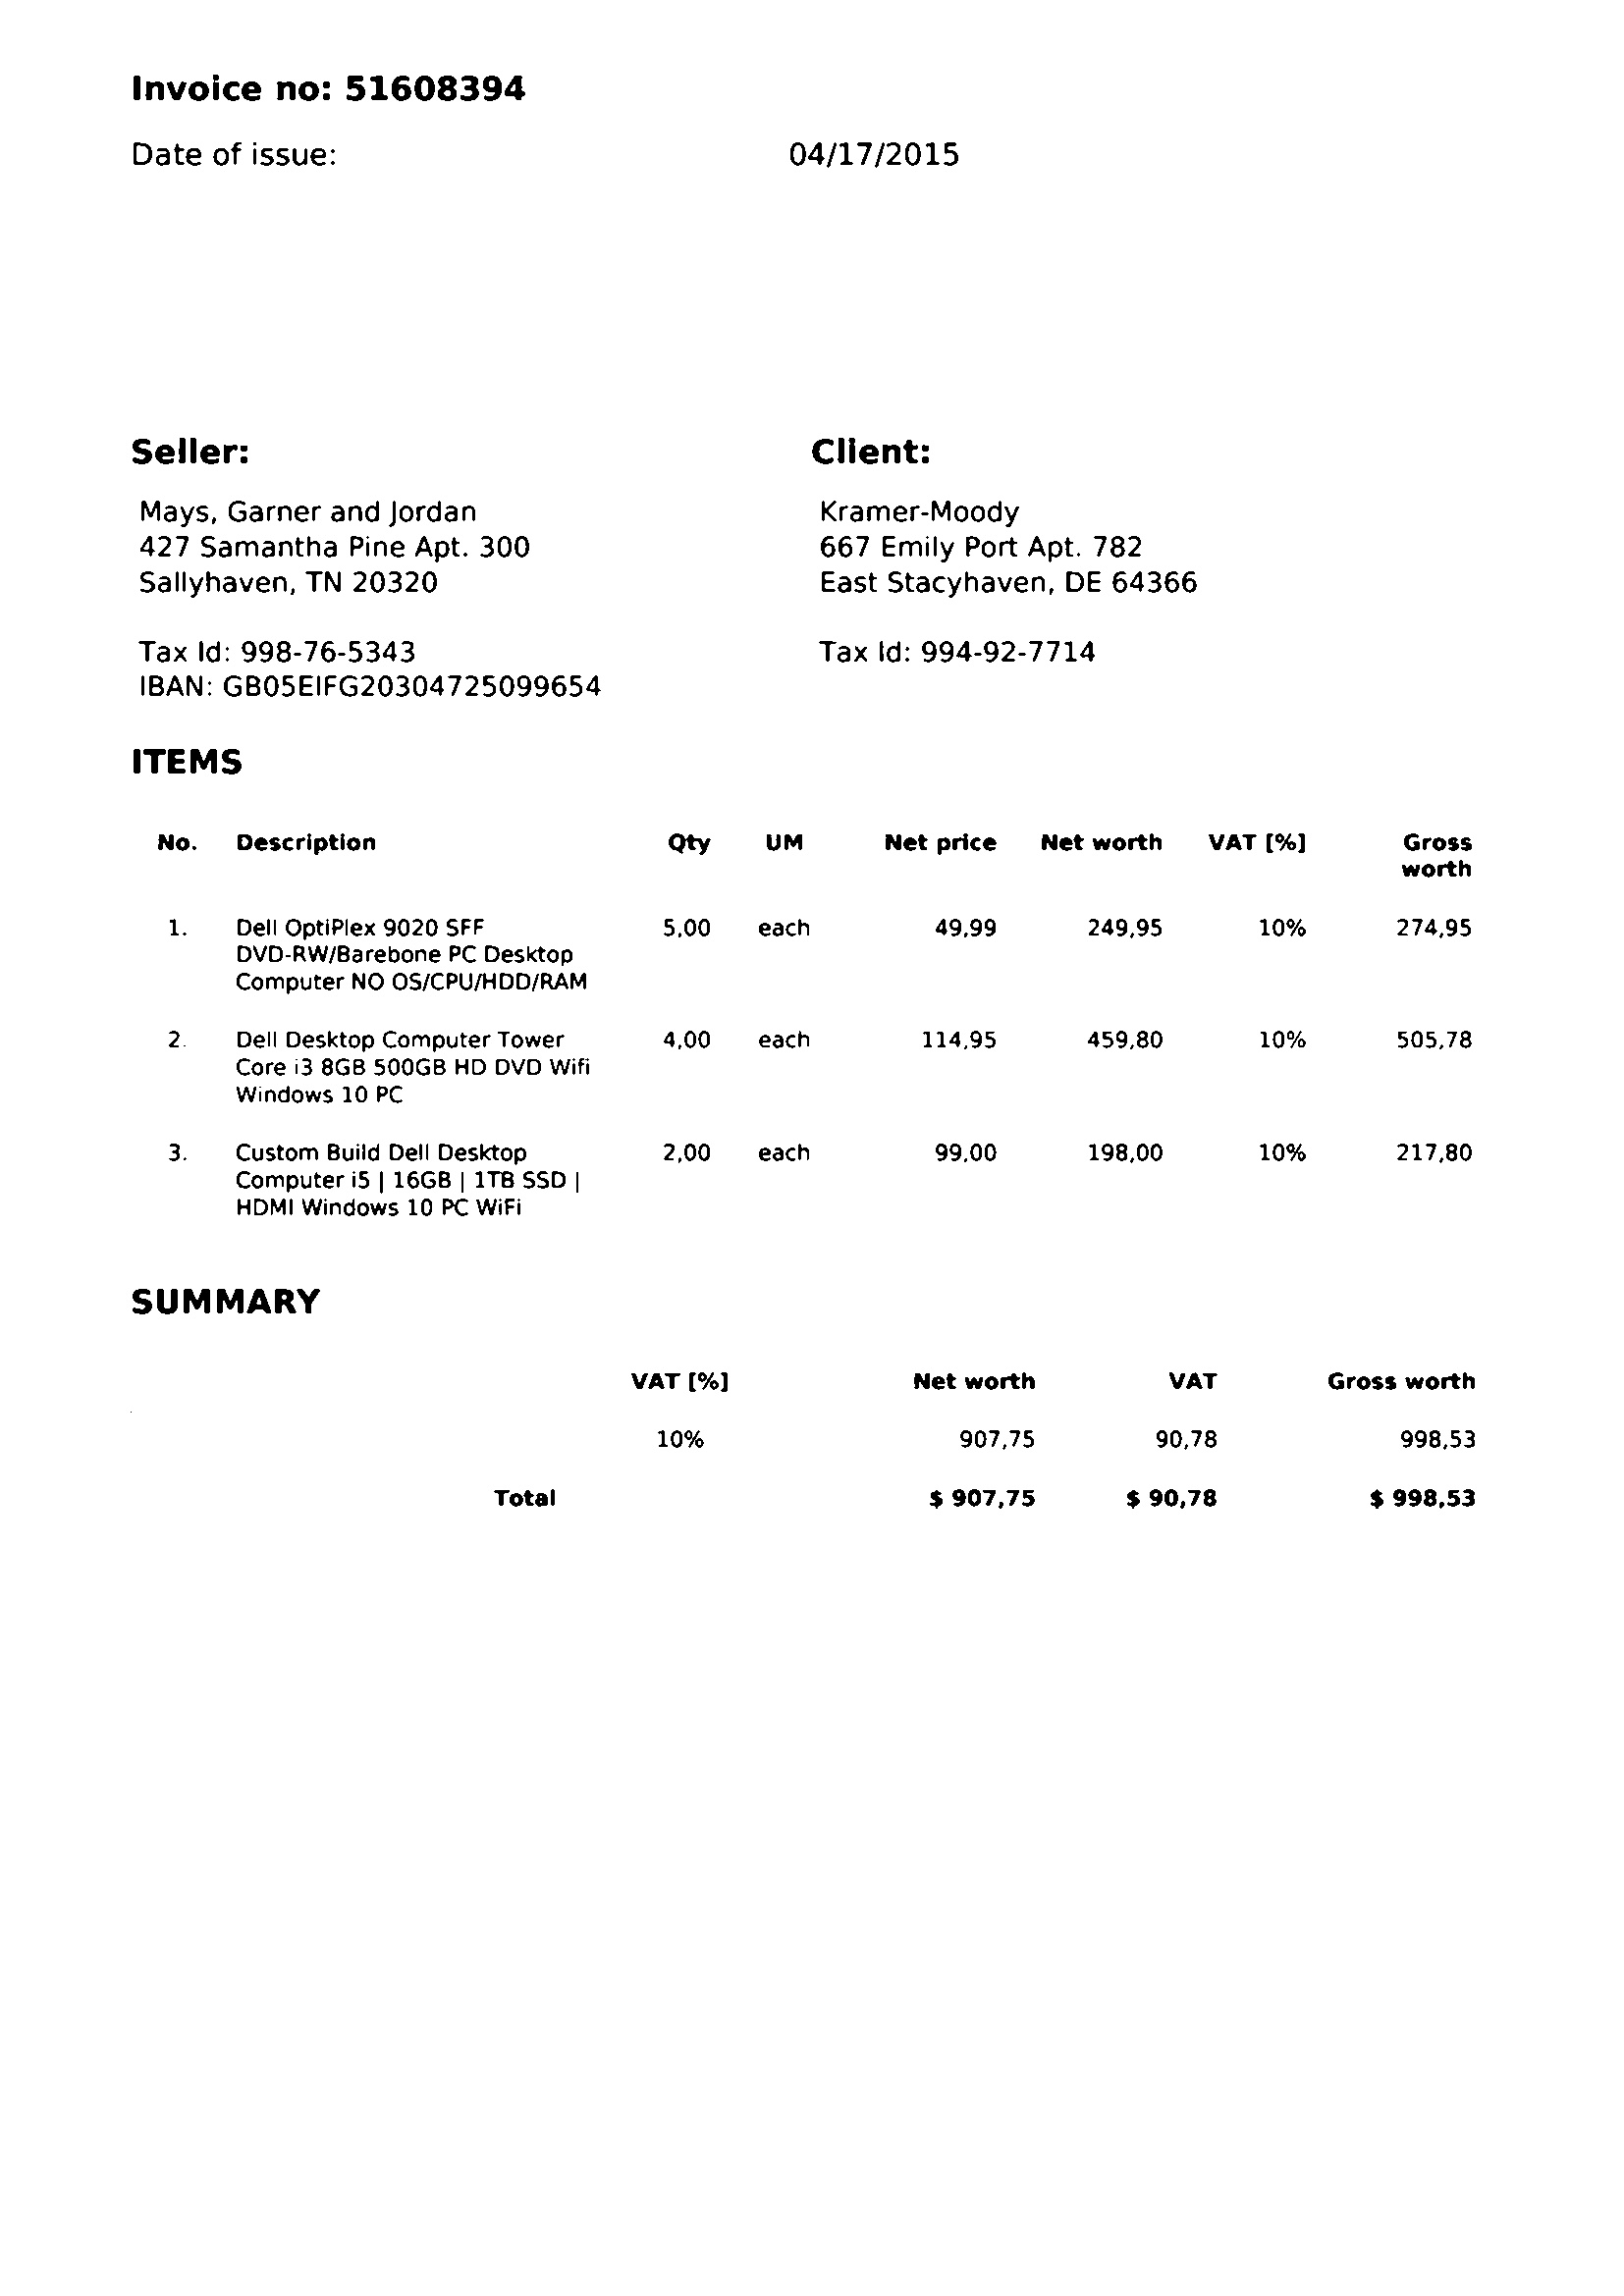 Invoice no: 51608394
Date of issue: 04/17/2015
Seller: Client:
Mays, Garner and Jordan Kramer-Moody
427 Samantha Pine Apt. 300 667 Emily Port Apt. 782
Sallyhaven, TN 20320 East Stacyhaven, DE 64366
Tax Id: 998-76-5343 Tax Id: 994-92-7714
IBAN: GB05EIFG20304725099654
ITEMS
No. Description Qty UM Net price Net worth VAT [%] Gross
worth
1. Dell OptiPlex 9020 SFF 5,00 each 49,99 249,95 10% 274,95
DVD-RW/Barebone PC Desktop
Computer NO OS/CPU/HDD/RAM
2. Dell Desktop Computer Tower 4,00 each 114,95 459,80 10% 505,78
Core i3 8GB 500GB HD DVD Wifi
Windows 10 PC
3. Custom Build Dell Desktop 2,00 each 99,00 198,00 10% 217,80
Computer i5 | 16GB | 1TB SSD |
HDMI Windows 10 PC WiFi
SUMMARY
VAT [%] Net worth VAT Gross worth
10% 907,75 90,78 998,53
Total $ 907,75 $ 90,78 $ 998,53